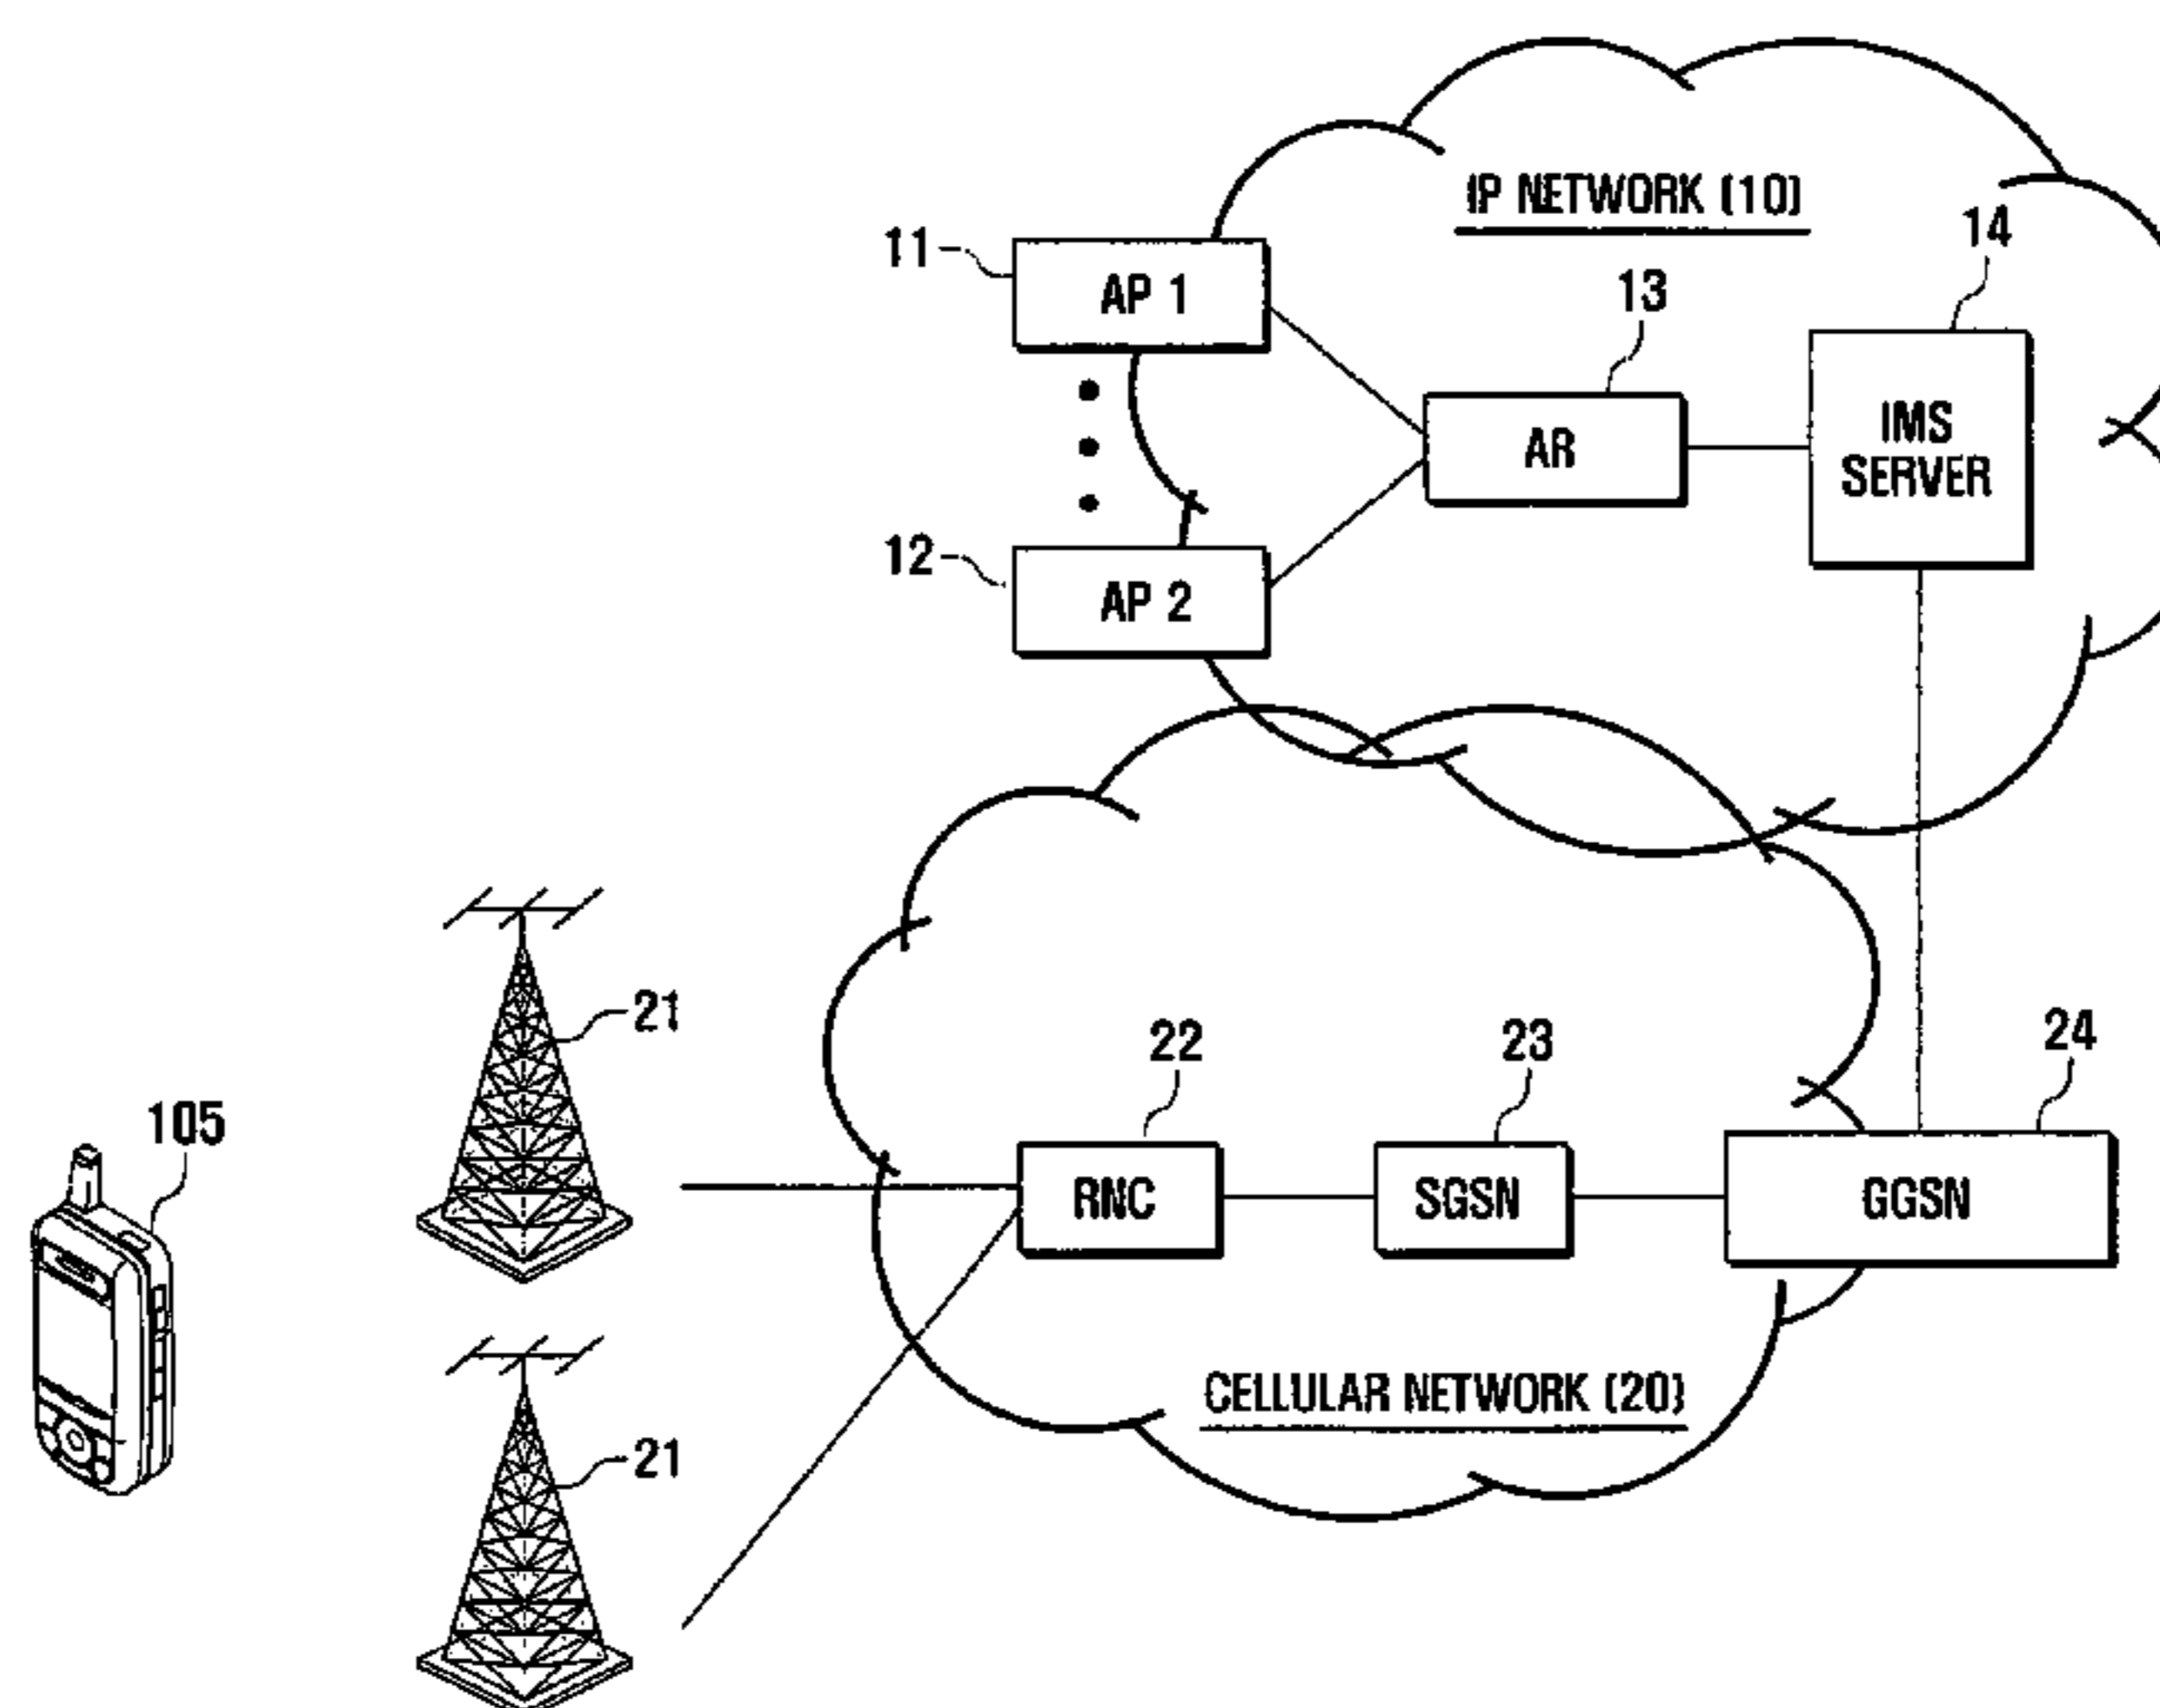 IP NETWORK (10)
14
11
AP 1
13
IMS
SERVER
AR
12
AP 2
21
22
23
24
105
RNC
SGSN
GGSN
CELLULAR NETWORK (20)
21